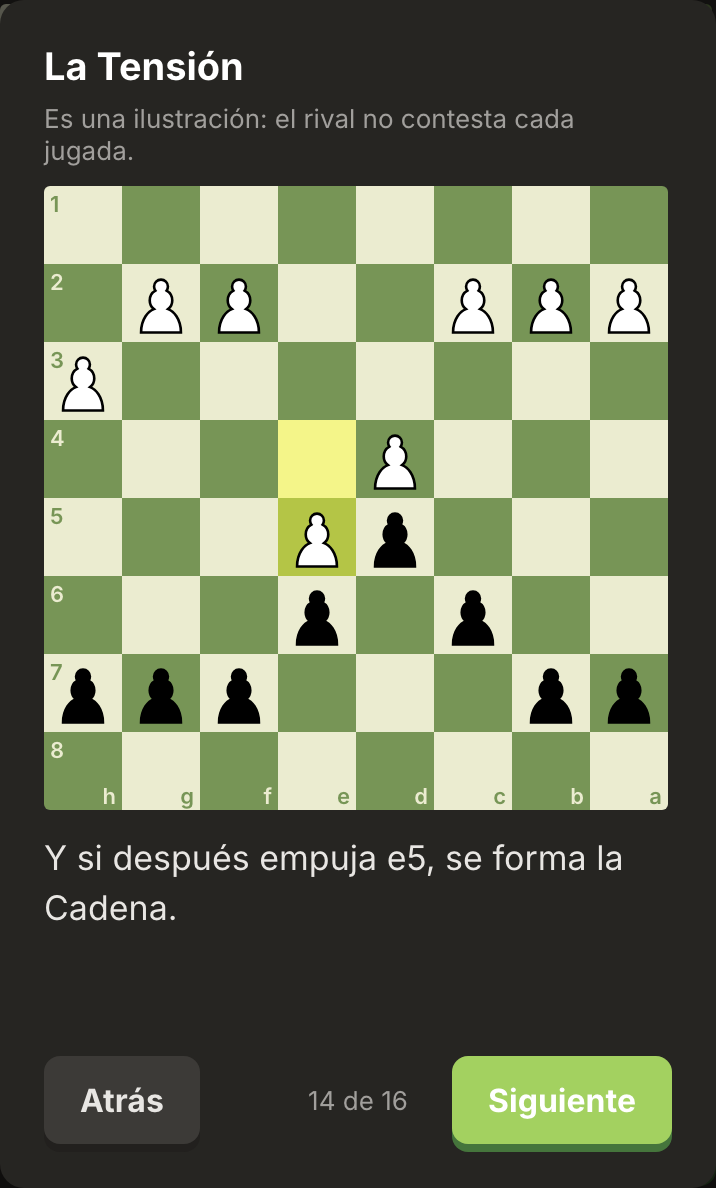 La Tensión
Es una ilustración: el rival no contesta cada
jugada.
1
2
3
4
5
6
7
8
h g f e d c b a
Y si después empuja e5, se forma la
Cadena.
Atrás
14 de 16
Siguiente